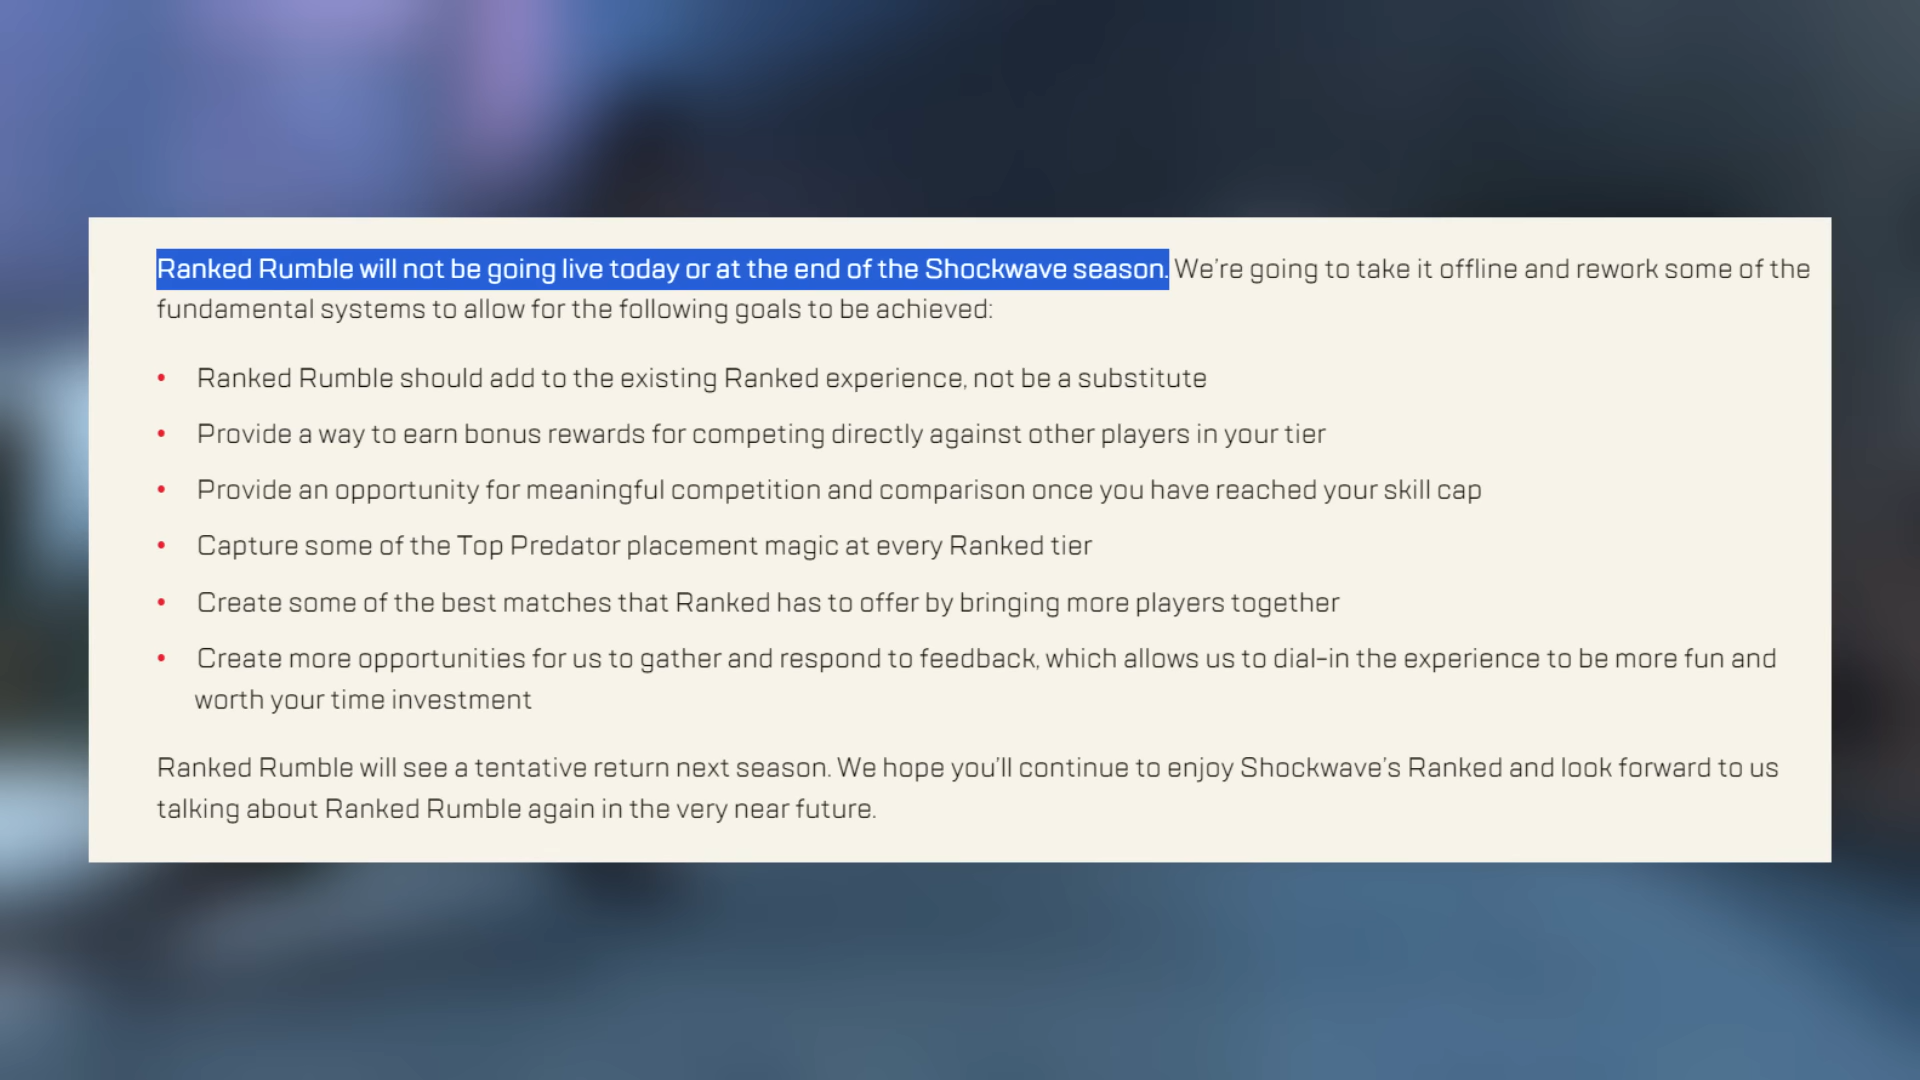 Ranked Rumble will not be going live today or at the end of the Shockwave season. We're going to take it offline and rework some of the
fundamental systems to allow for the following goals to be achieved:
• Ranked Rumble should add to the existing Ranked experience, not be a substitute
• Provide a way to earn bonus rewards for competing directly against other players in your tier
• Provide an opportunity for meaningful competition and comparison once you have reached your skill cap
• Capture some of the Top Predator placement magic at every Ranked tier
• Create some of the best matches that Ranked has to offer by bringing more players together
• Create more opportunities for us to gather and respond to feedback, which allows us to dial-in the experience to be more fun and
worth your time investment
Ranked Rumble will see a tentative return next season. We hope you'll continue to enjoy Shockwave's Ranked and look forward to us
talking about Ranked Rumble again in the very near future.